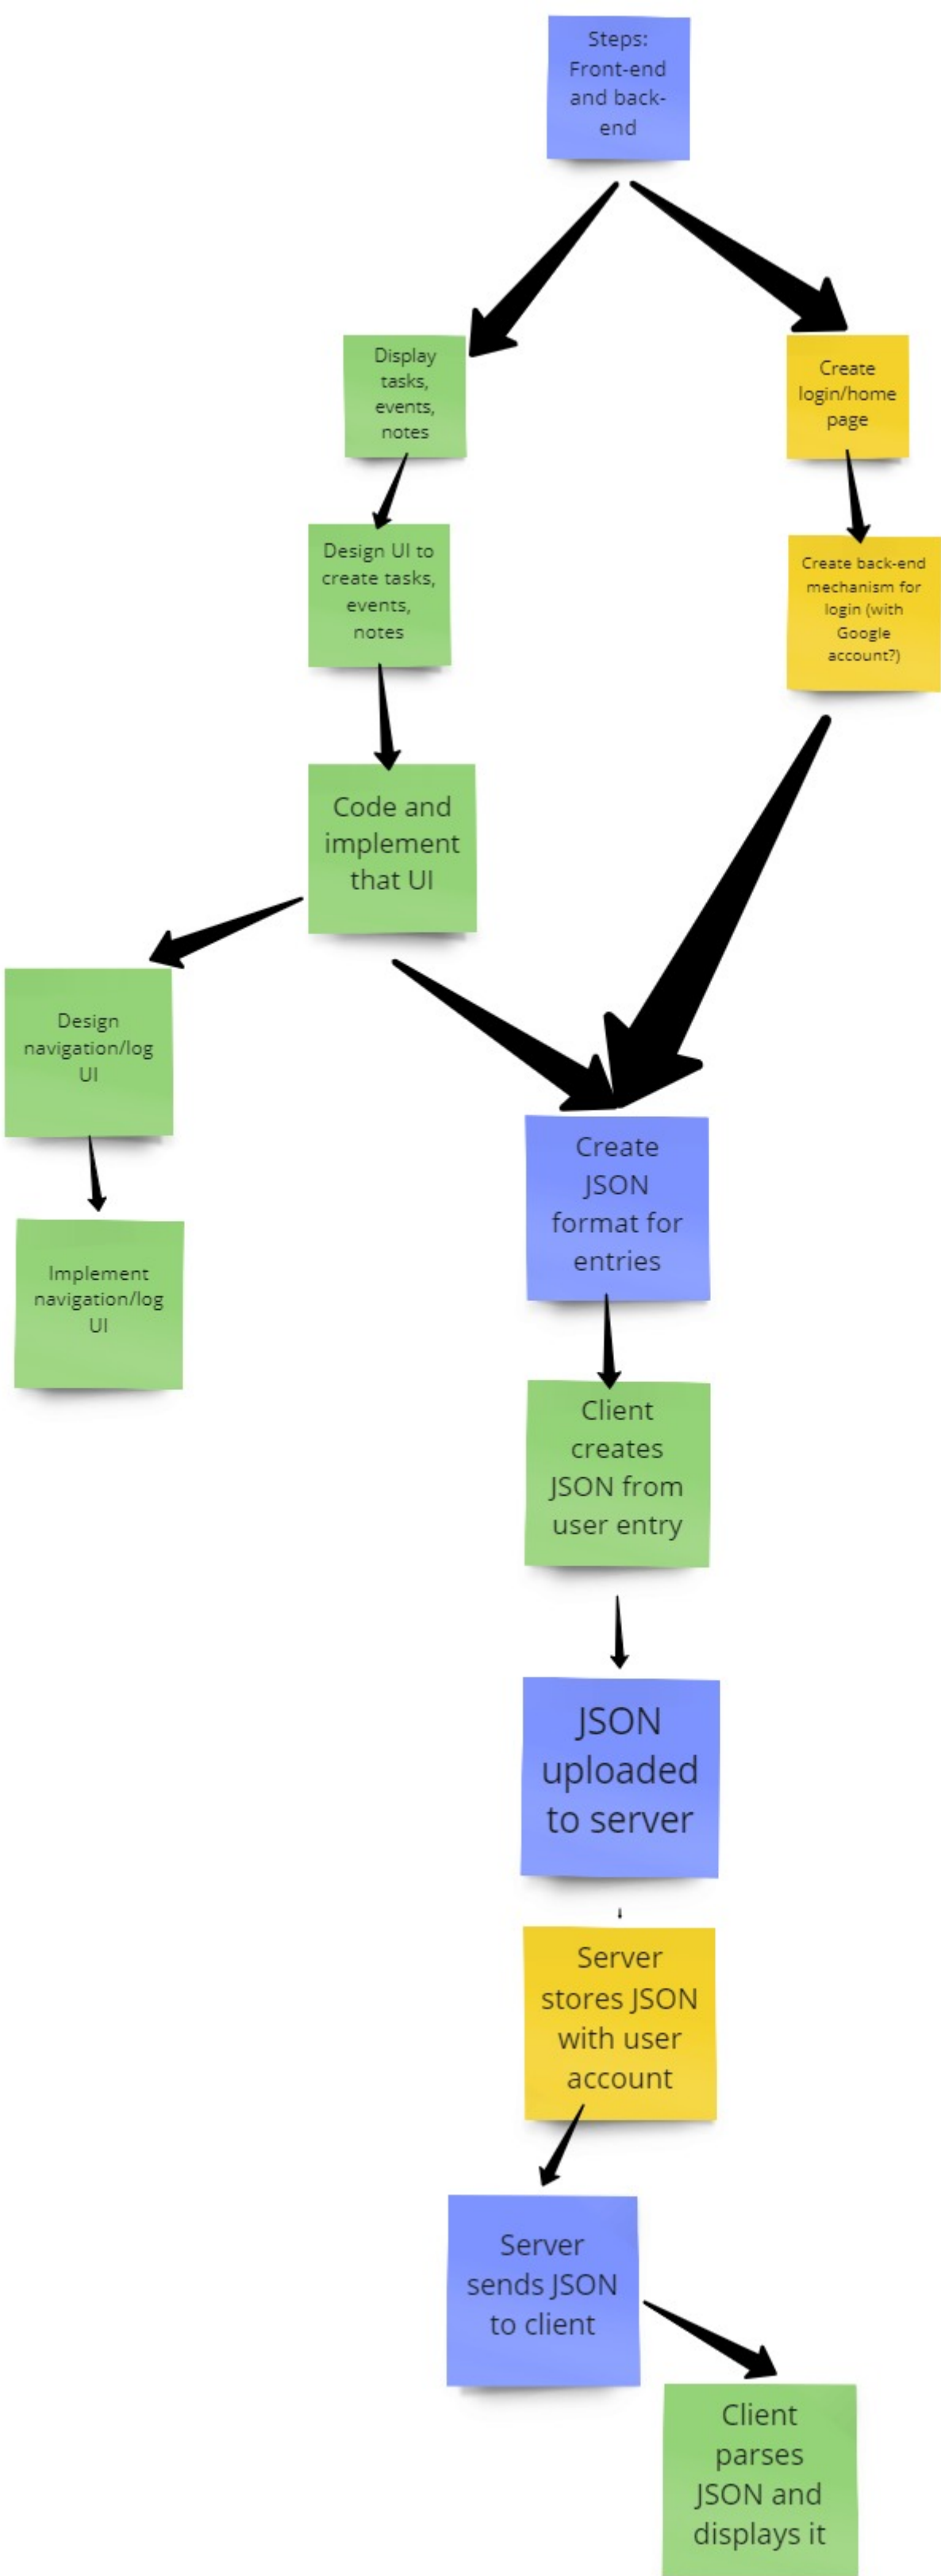 Steps:
Front-end
and back-
end
Display
tasks,
events,
notes
Create
login/home
page
Design UI to
create tasks,
events,
notes
Create back-end
mechanism for
login (with
Google
account?)
Code and
implement
that UI
Design
navigation/log
UI
Implement
navigation/log
UI
Create
JSON
format for
entries
Client
creates
JSON from
user entry
JSON
uploaded
to server
Server
stores JSON
with user
account
Server
sends JSON
to client
Client
parses
JSON and
displays it